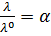 λ/λ° = α